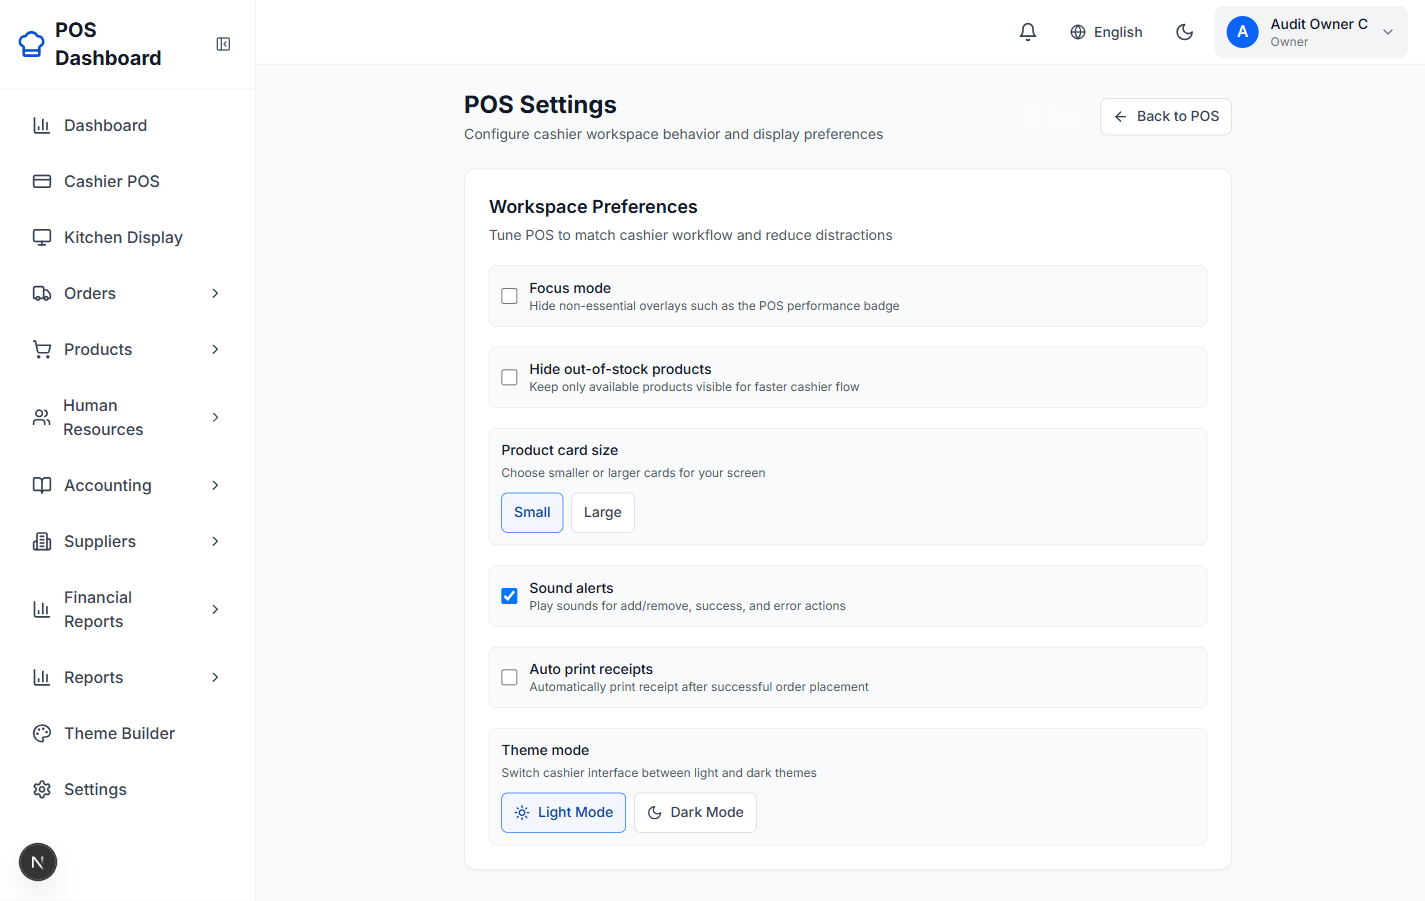 POS
Dashboard
English
A
Audit Owner C
Owner
Dashboard
Cashier POS
Kitchen Display
Orders
Products
Human
Resources
Accounting
Suppliers
Financial
Reports
Reports
Theme Builder
Settings
N
POS Settings
Configure cashier workspace behavior and display preferences
Back to POS
Workspace Preferences
Tune POS to match cashier workflow and reduce distractions
Focus mode
Hide non-essential overlays such as the POS performance badge
Hide out-of-stock products
Keep only available products visible for faster cashier flow
Product card size
Choose smaller or larger cards for your screen
Small Large
Sound alerts
Play sounds for add/remove, success, and error actions
Auto print receipts
Automatically print receipt after successful order placement
Theme mode
Switch cashier interface between light and dark themes
Light Mode Dark Mode